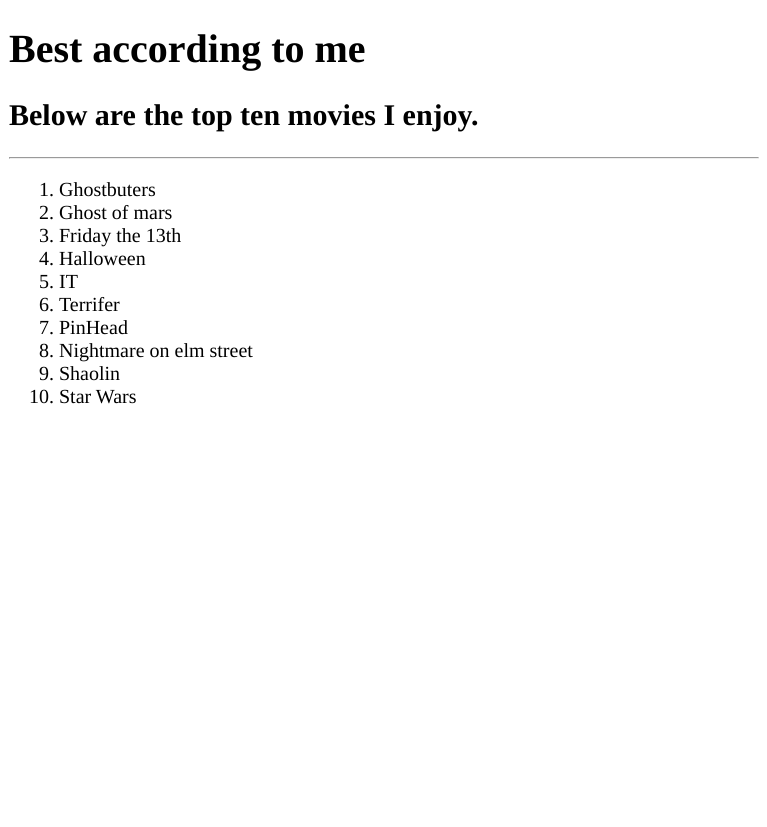 Best according to me
Below are the top ten movies I enjoy.
1. Ghostbuters
2. Ghost of mars
3. Friday the 13th
4. Halloween
5. IT
6. Terrifer
7. PinHead
8. Nightmare on elm street
9. Shaolin
10. Star Wars